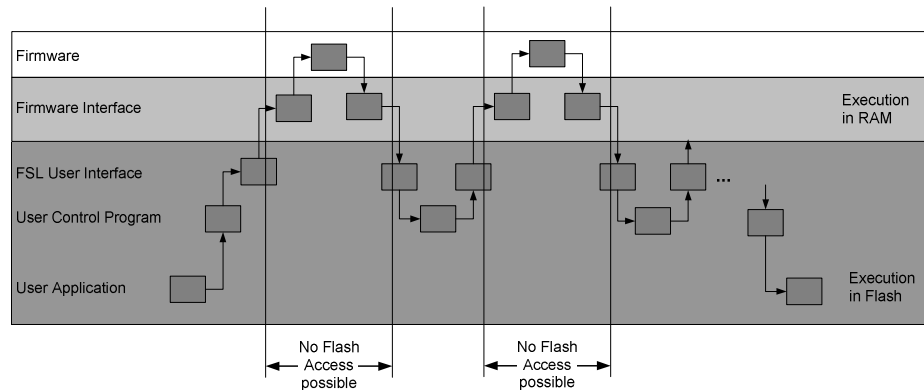 Firmware
Firmware Interface
Execution
in RAM
FSL User Interface
...
User Control Program
User Application
Execution
in Flash
No Flash
Access
possible
No Flash
Access
possible